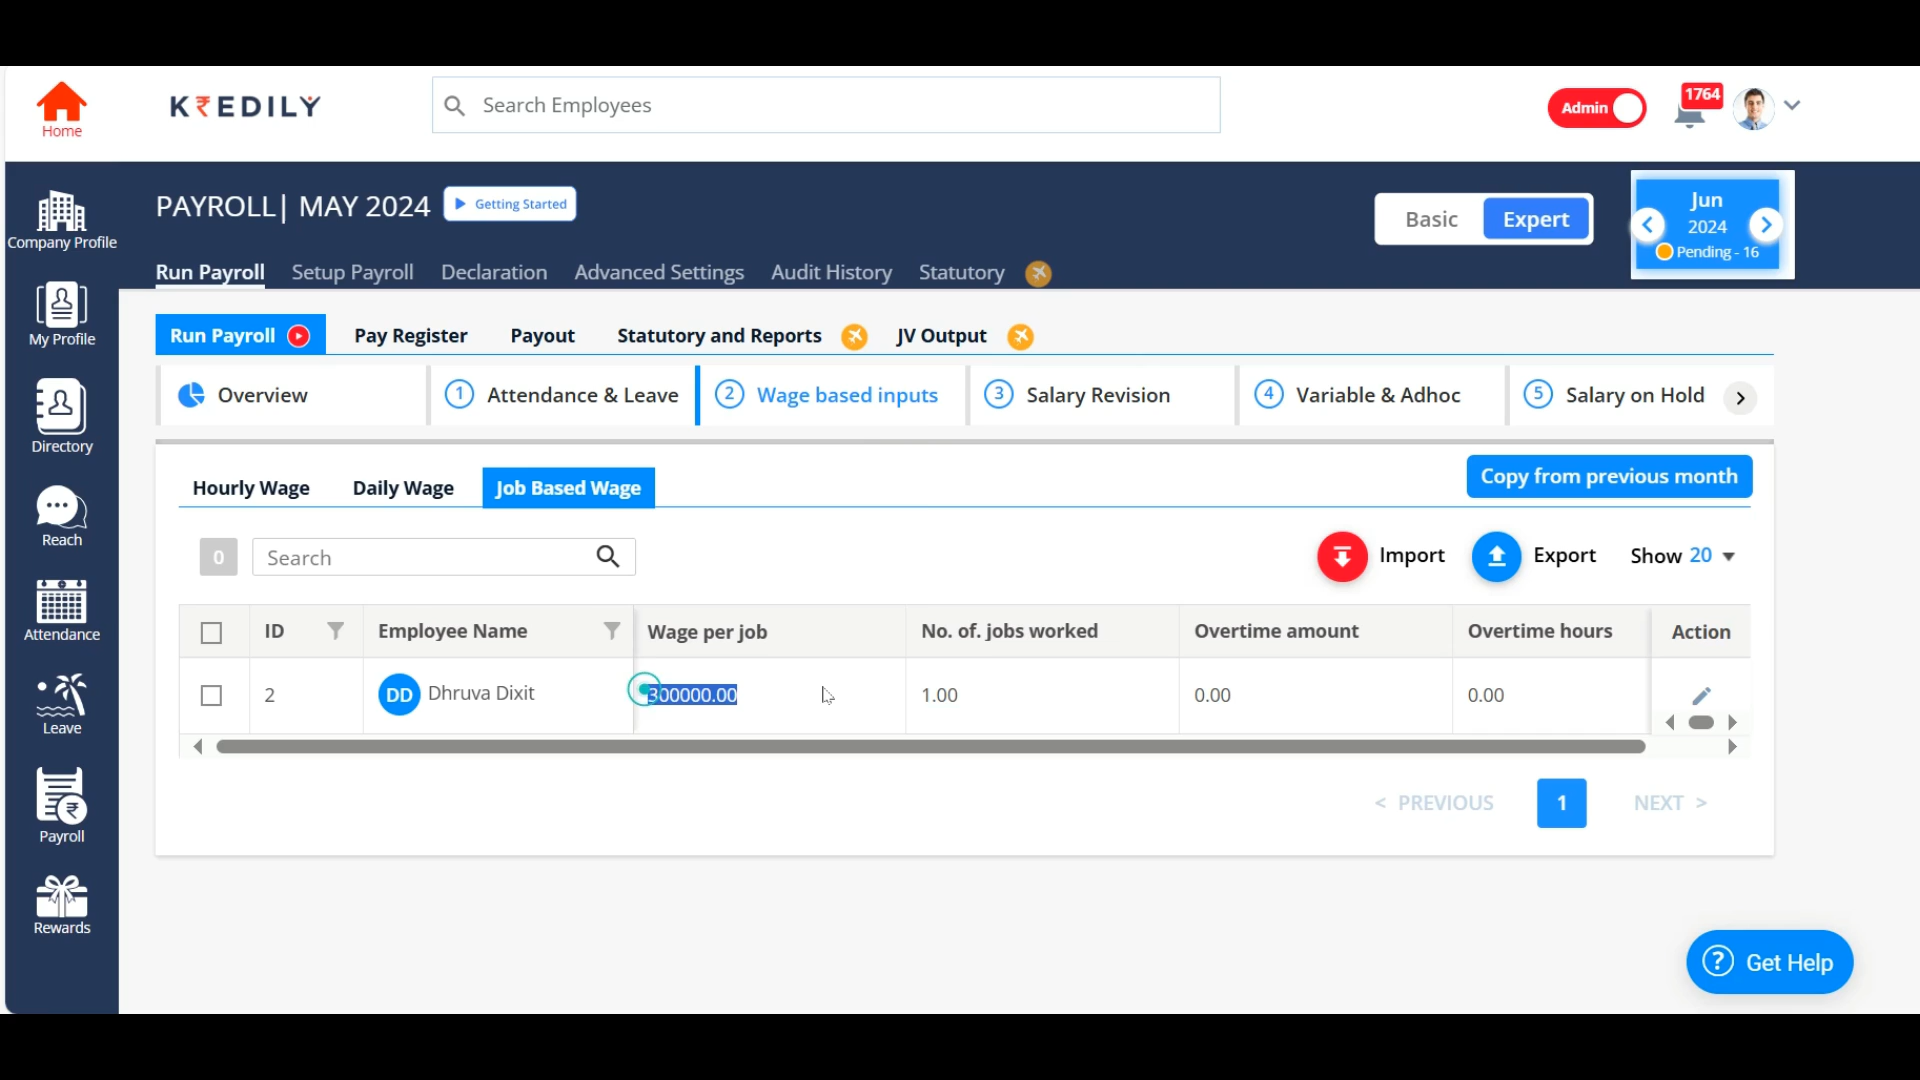 Home
K₹EDILY
Search Employees
Admin
1764
Company Profile
My Profile
Directory
Reach
Attendance
Leave
Payroll
Rewards
PAYROLL| MAY 2024
Getting Started
Basic
Expert
Jun
2024
Pending - 16
Run Payroll
Setup Payroll
Declaration
Advanced Settings
Audit History
Statutory
Run Payroll
Pay Register
Payout
Statutory and Reports
JV Output
Overview
1 Attendance & Leave
2 Wage based inputs
3 Salary Revision
4 Variable & Adhoc
5 Salary on Hold
Hourly Wage
Daily Wage
Job Based Wage
Copy from previous month
0
Search
Import
Export
Show 20
ID
Employee Name
Wage per job
No. of. jobs worked
Overtime amount
Overtime hours
Action
2
DD Dhruva Dixit
300000.00
1.00
0.00
0.00
< PREVIOUS
1
NEXT >
? Get Help